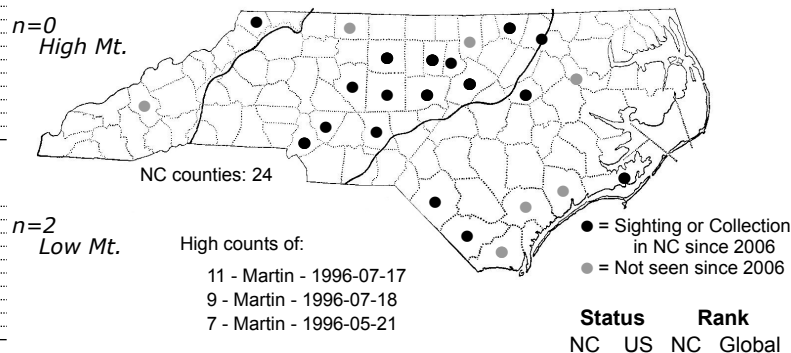 n=0
High Mt.
NC counties: 24
n=2
Low Mt.
High counts of:
11 - Martin - 1996-07-17
9 - Martin - 1996-07-18
7 - Martin - 1996-05-21
= Sighting or Collection
in NC since 2006
= Not seen since 2006
Status Rank
NC US NC Global